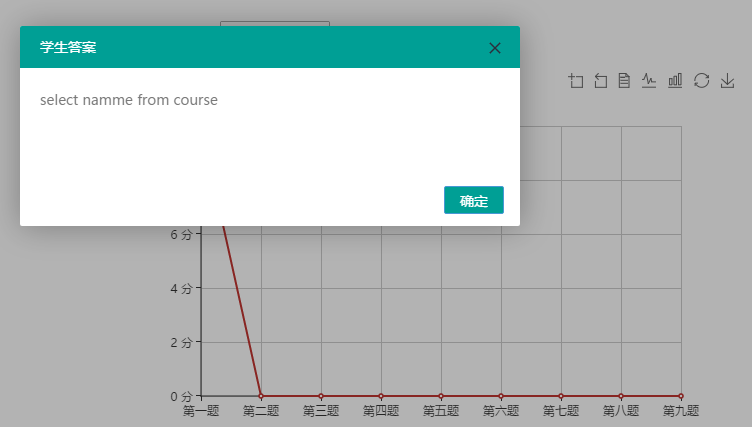 学生答案
select namme from course
确定
6 分
4 分
2 分
0 分
第一题 第二题 第三题 第四题 第五题 第六题 第七题 第八题 第九题